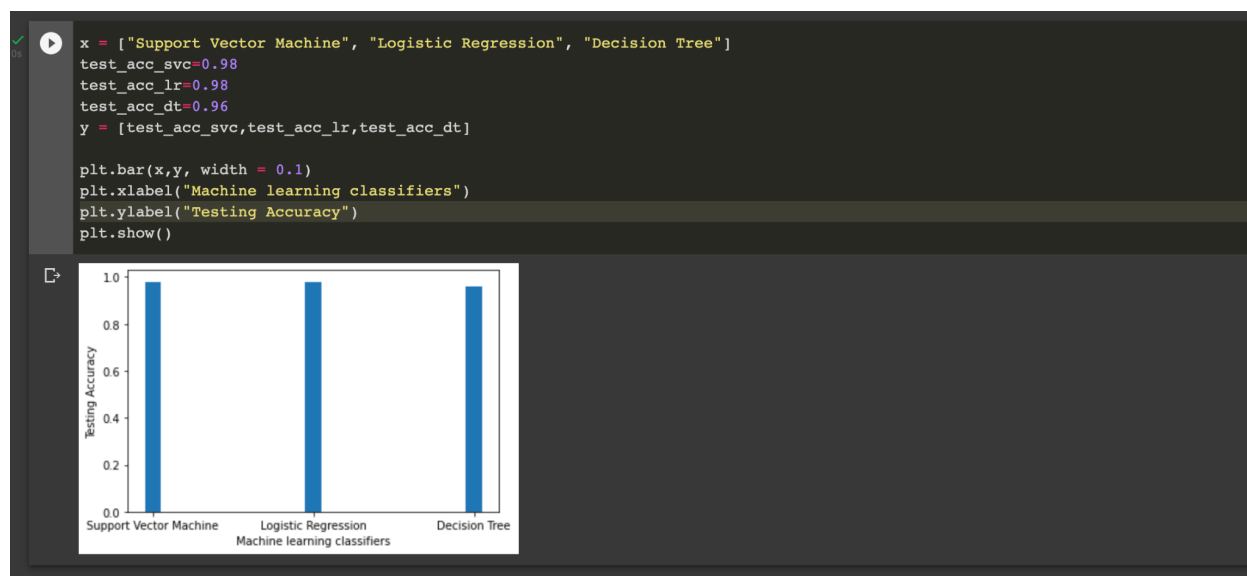 x = ["Support Vector Machine", "Logistic Regression", "Decision Tree"]
0s
test_acc_svc=0.98
test_acc_lr=0.98
test_acc_dt=0.96
y = [test_acc_svc,test_acc_lr,test_acc_dt]
plt.bar(x,y, width = 0.1)
plt.xlabel("Machine learning classifiers")
plt.ylabel("Testing Accuracy")
plt.show()
1.0
0.8
0.6
0.4
0.2
0.0
Testing Accuracy
Support Vector Machine Logistic Regression Decision Tree
Machine learning classifiers